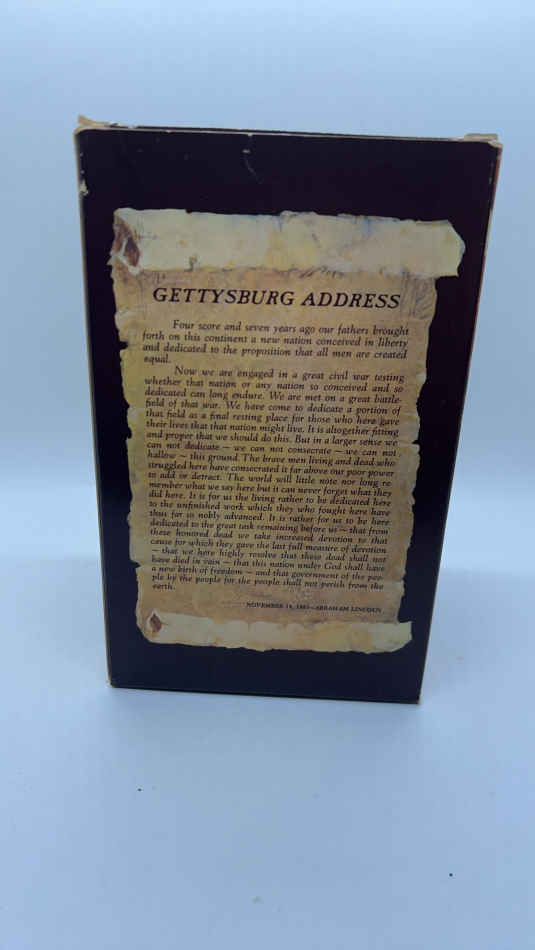 GETTYSBURG ADDRESS
Four score and seven years ago our fathers brought
forth on this continent a new nation conceived in liberty
and dedicated to the proposition that all men are created
equal.
Now we are engaged in a great civil war testing
whether that nation or any nation so conceived and so
dedicated can long endure. We are met on a great battle-
field of that war. We have come to dedicate a portion of
that field as a final resting place for those who here gave
their lives that that nation might live. It is altogether fitting
and proper that we should do this. But in a larger sense we
can not dedicate — we can not consecrate — we can not
hallow — this ground. The brave men living and dead who
struggled here have consecrated it far above our poor power
to add or detract. The world will little note nor long re-
member what we say here but it can never forget what they
did here. It is for us the living rather to be dedicated here
to the unfinished work which they who fought here have
thus far so nobly advanced. It is rather for us to be here
dedicated to the great task remaining before us — that from
these honored dead we take increased devotion to that
cause for which they gave the last full measure of devotion
— that we here highly resolve that these dead shall not
have died in vain — that this nation under God shall have
a new birth of freedom — and that government of the peo-
ple by the people for the people shall not perish from the
earth.
NOVEMBER 19, 1863—ABRAHAM LINCOLN